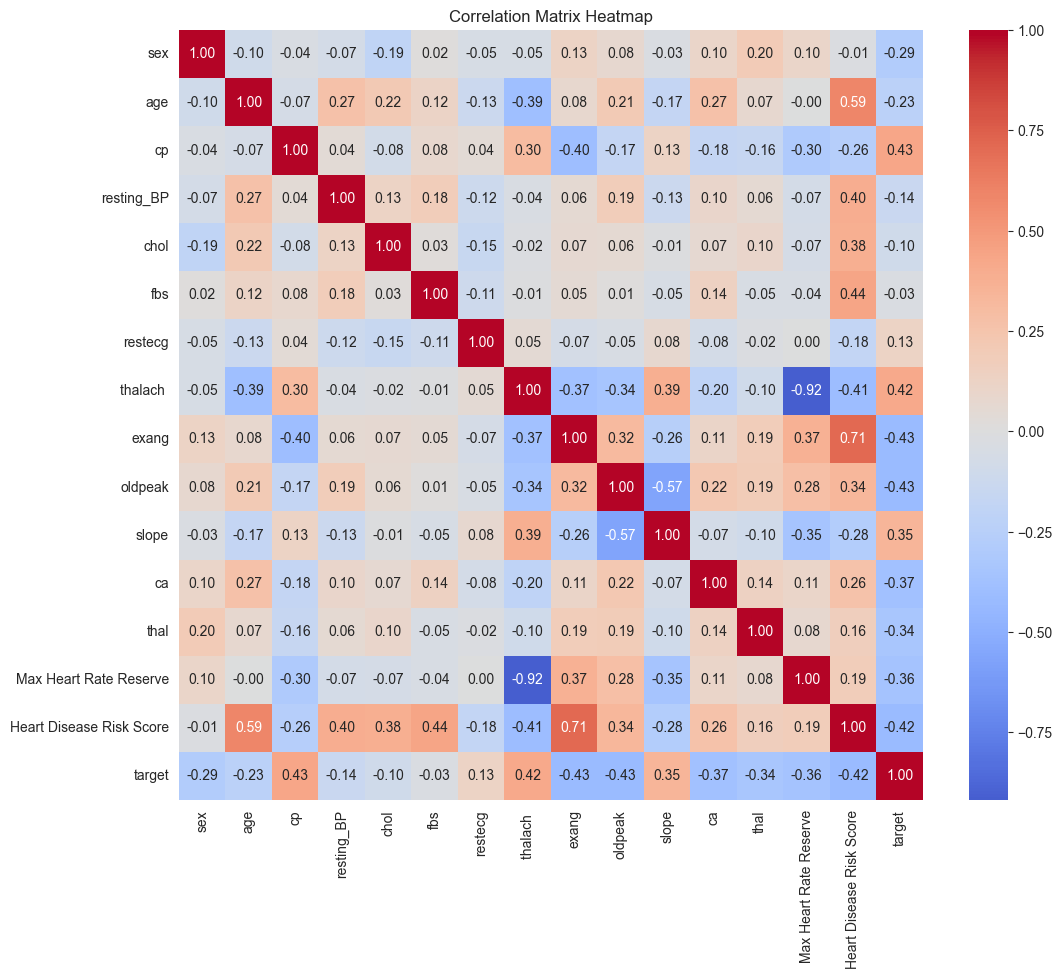 Correlation Matrix Heatmap
sex 1.00 -0.10 -0.04 -0.07 -0.19 0.02 -0.05 -0.05 0.13 0.08 -0.03 0.10 0.20 0.10 -0.01 -0.29
age -0.10 1.00 -0.07 0.27 0.22 0.12 -0.13 -0.39 0.08 0.21 -0.17 0.27 0.07 -0.00 0.59 -0.23
cp -0.04 -0.07 1.00 0.04 -0.08 0.08 0.04 0.30 -0.40 -0.17 0.13 -0.18 -0.16 -0.30 -0.26 0.43
resting_BP -0.07 0.27 0.04 1.00 0.13 0.18 -0.12 -0.04 0.06 0.19 -0.13 0.10 0.06 -0.07 0.40 -0.14
chol -0.19 0.22 -0.08 0.13 1.00 0.03 -0.15 -0.02 0.07 0.06 -0.01 0.07 0.10 -0.07 0.38 -0.10
fbs 0.02 0.12 0.08 0.18 0.03 1.00 -0.11 -0.01 0.05 0.01 -0.05 0.14 -0.05 -0.04 0.44 -0.03
restecg -0.05 -0.13 0.04 -0.12 -0.15 -0.11 1.00 0.05 -0.07 -0.05 0.08 -0.08 -0.02 0.00 -0.18 0.13
thalach -0.05 -0.39 0.30 -0.04 -0.02 -0.01 0.05 1.00 -0.37 -0.34 0.39 -0.20 -0.10 -0.92 -0.41 0.42
exang 0.13 0.08 -0.40 0.06 0.07 0.05 -0.07 -0.37 1.00 0.32 -0.26 0.11 0.19 0.37 0.71 -0.43
oldpeak 0.08 0.21 -0.17 0.19 0.06 0.01 -0.05 -0.34 0.32 1.00 -0.57 0.22 0.19 0.28 0.34 -0.43
slope -0.03 -0.17 0.13 -0.13 -0.01 -0.05 0.08 0.39 -0.26 -0.57 1.00 -0.07 -0.10 -0.35 -0.28 0.35
ca 0.10 0.27 -0.18 0.10 0.07 0.14 -0.08 -0.20 0.11 0.22 -0.07 1.00 0.14 0.11 0.26 -0.37
thal 0.20 0.07 -0.16 0.06 0.10 -0.05 -0.02 -0.10 0.19 0.19 -0.10 0.14 1.00 0.08 0.16 -0.34
Max Heart Rate Reserve 0.10 -0.00 -0.30 -0.07 -0.07 -0.04 0.00 -0.92 0.37 0.28 -0.35 0.11 0.08 1.00 0.19 -0.36
Heart Disease Risk Score -0.01 0.59 -0.26 0.40 0.38 0.44 -0.18 -0.41 0.71 0.34 -0.28 0.26 0.16 0.19 1.00 -0.42
target -0.29 -0.23 0.43 -0.14 -0.10 -0.03 0.13 0.42 -0.43 -0.43 0.35 -0.37 -0.34 -0.36 -0.42 1.00
sex
age
cp
resting_BP
chol
fbs
restecg
thalach
exang
oldpeak
slope
ca
thal
Max Heart Rate Reserve
Heart Disease Risk Score
target
1.00
0.75
0.50
0.25
0.00
−0.25
−0.50
−0.75